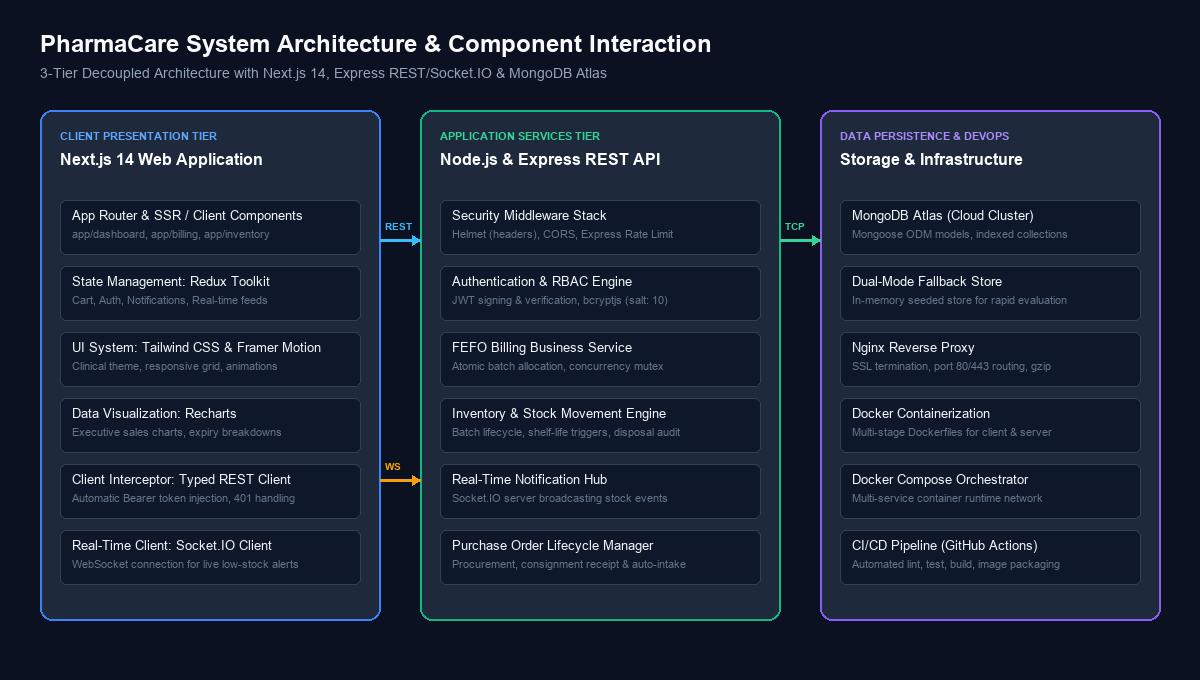 PharmaCare System Architecture & Component Interaction
3-Tier Decoupled Architecture with Next.js 14, Express REST/Socket.IO & MongoDB Atlas
CLIENT PRESENTATION TIER
Next.js 14 Web Application
App Router & SSR / Client Components
app/dashboard, app/billing, app/inventory
State Management: Redux Toolkit
Cart, Auth, Notifications, Real-time feeds
UI System: Tailwind CSS & Framer Motion
Clinical theme, responsive grid, animations
Data Visualization: Recharts
Executive sales charts, expiry breakdowns
Client Interceptor: Typed REST Client
Automatic Bearer token injection, 401 handling
Real-Time Client: Socket.IO Client
WebSocket connection for live low-stock alerts
REST
WS
APPLICATION SERVICES TIER
Node.js & Express REST API
Security Middleware Stack
Helmet (headers), CORS, Express Rate Limit
Authentication & RBAC Engine
JWT signing & verification, bcryptjs (salt: 10)
FEFO Billing Business Service
Atomic batch allocation, concurrency mutex
Inventory & Stock Movement Engine
Batch lifecycle, shelf-life triggers, disposal audit
Real-Time Notification Hub
Socket.IO server broadcasting stock events
Purchase Order Lifecycle Manager
Procurement, consignment receipt & auto-intake
TCP
DATA PERSISTENCE & DEVOPS
Storage & Infrastructure
MongoDB Atlas (Cloud Cluster)
Mongoose ODM models, indexed collections
Dual-Mode Fallback Store
In-memory seeded store for rapid evaluation
Nginx Reverse Proxy
SSL termination, port 80/443 routing, gzip
Docker Containerization
Multi-stage Dockerfiles for client & server
Docker Compose Orchestrator
Multi-service container runtime network
CI/CD Pipeline (GitHub Actions)
Automated lint, test, build, image packaging